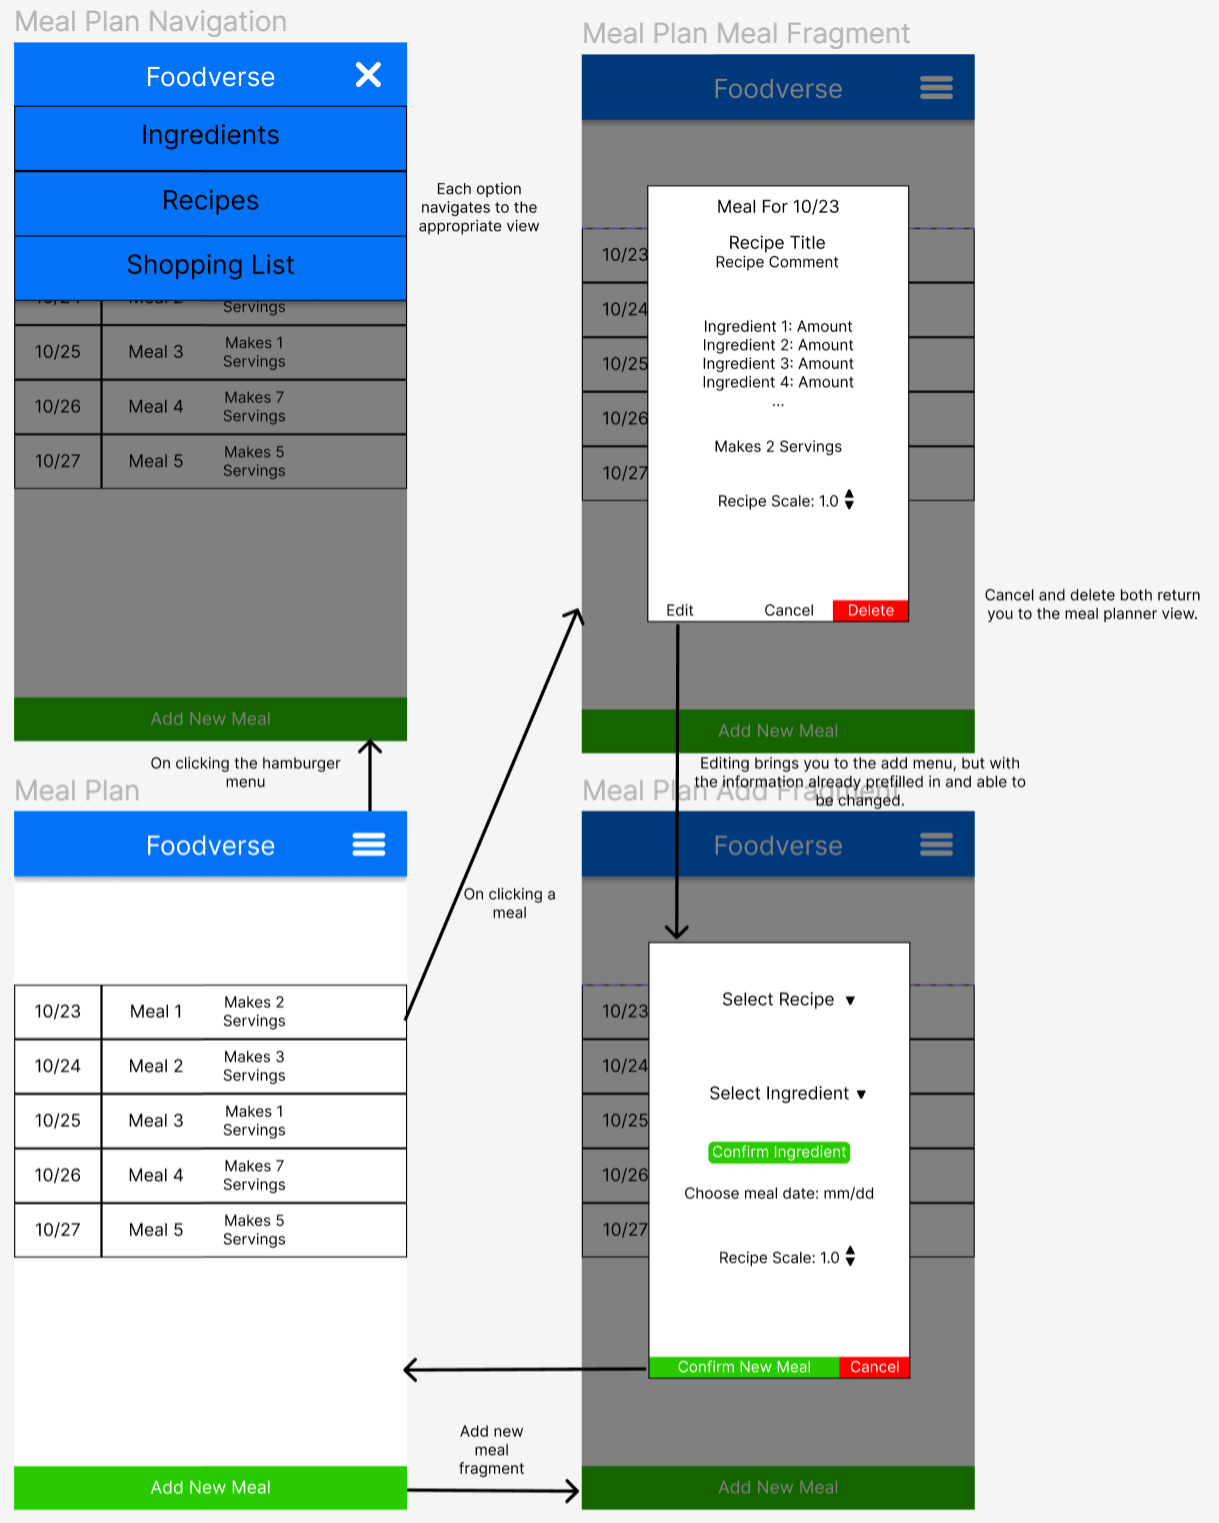 Meal Plan Navigation
Foodverse
Ingredients
Recipes
Shopping List
Servings
10/25 Meal 3 Makes 1
Servings
10/26 Meal 4 Makes 7
Servings
10/27 Meal 5 Makes 5
Servings
Add New Meal
Each option
navigates to the
appropriate view
Meal Plan Meal Fragment
Foodverse
10/23
10/24
10/25
10/26
10/27
Meal For 10/23
Recipe Title
Recipe Comment
Ingredient 1: Amount
Ingredient 2: Amount
Ingredient 3: Amount
Ingredient 4: Amount
...
Makes 2 Servings
Recipe Scale: 1.0
Edit Cancel Delete
Add New Meal
Cancel and delete both return
you to the meal planner view.
On clicking the hamburger
menu
Meal Plan
Foodverse
10/23 Meal 1 Makes 2
Servings
10/24 Meal 2 Makes 3
Servings
10/25 Meal 3 Makes 1
Servings
10/26 Meal 4 Makes 7
Servings
10/27 Meal 5 Makes 5
Servings
Add New Meal
On clicking a
meal
Add new
meal
fragment
Editing brings you to the add menu, but with
the information already prefilled in and able to
be changed.
Meal Plan Add Fragment
Foodverse
10/23
10/24
10/25
10/26
10/27
Select Recipe ▼
Select Ingredient ▼
Confirm Ingredient
Choose meal date: mm/dd
Recipe Scale: 1.0
Confirm New Meal Cancel
Add New Meal